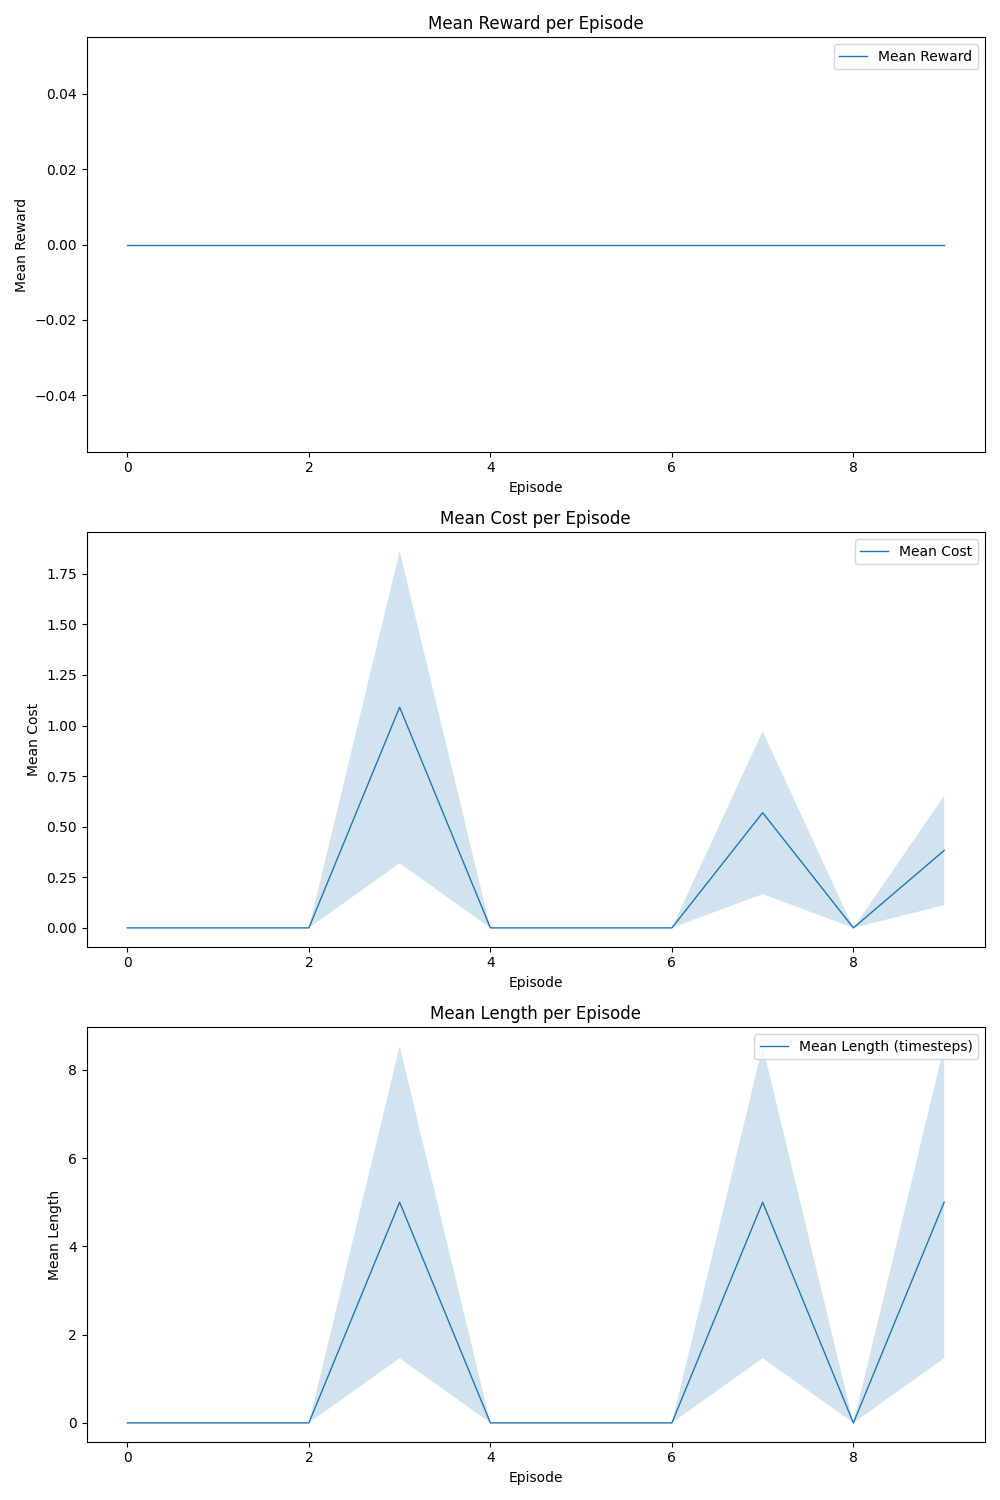 Mean Reward per Episode
Mean Reward
0.04
0.02
0.00
−0.02
−0.04
Mean Reward
0 2 4 6 8
Episode
Mean Cost per Episode
Mean Cost
1.75
1.50
1.25
1.00
0.75
0.50
0.25
0.00
Mean Cost
0 2 4 6 8
Episode
Mean Length per Episode
Mean Length (timesteps)
8
6
4
2
0
Mean Length
0 2 4 6 8
Episode